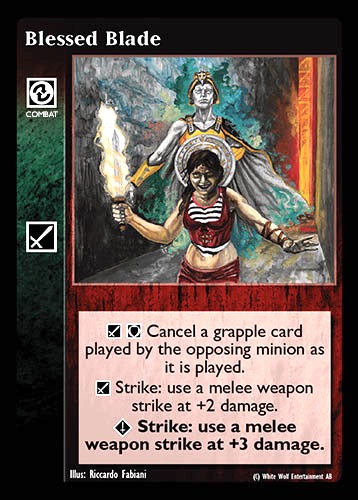 Blessed Blade
COMBAT
Cancel a grapple card
played by the opposing minion as
it is played.
Strike: use a melee weapon
strike at +2 damage.
Strike: use a melee
weapon strike at +3 damage.
Illus: Riccardo Fabiani
(C) White Wolf Entertainment AB